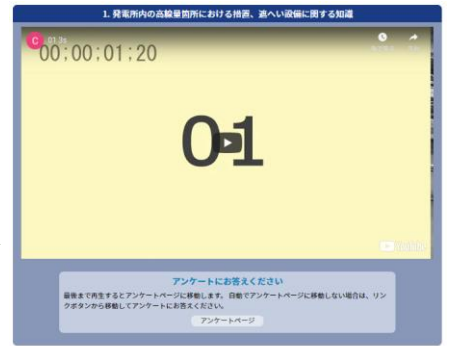 1. 発電所内の高線量箇所における措置、遮へい設備に関する知識
C
01.3s
00;00;01;20
01
アンケートにお答えください
最後まで再生するとアンケートページに移動します。自動でアンケートページに移動しない場合は、リン
クボタンから移動してアンケートにお答えください。
アンケートページ